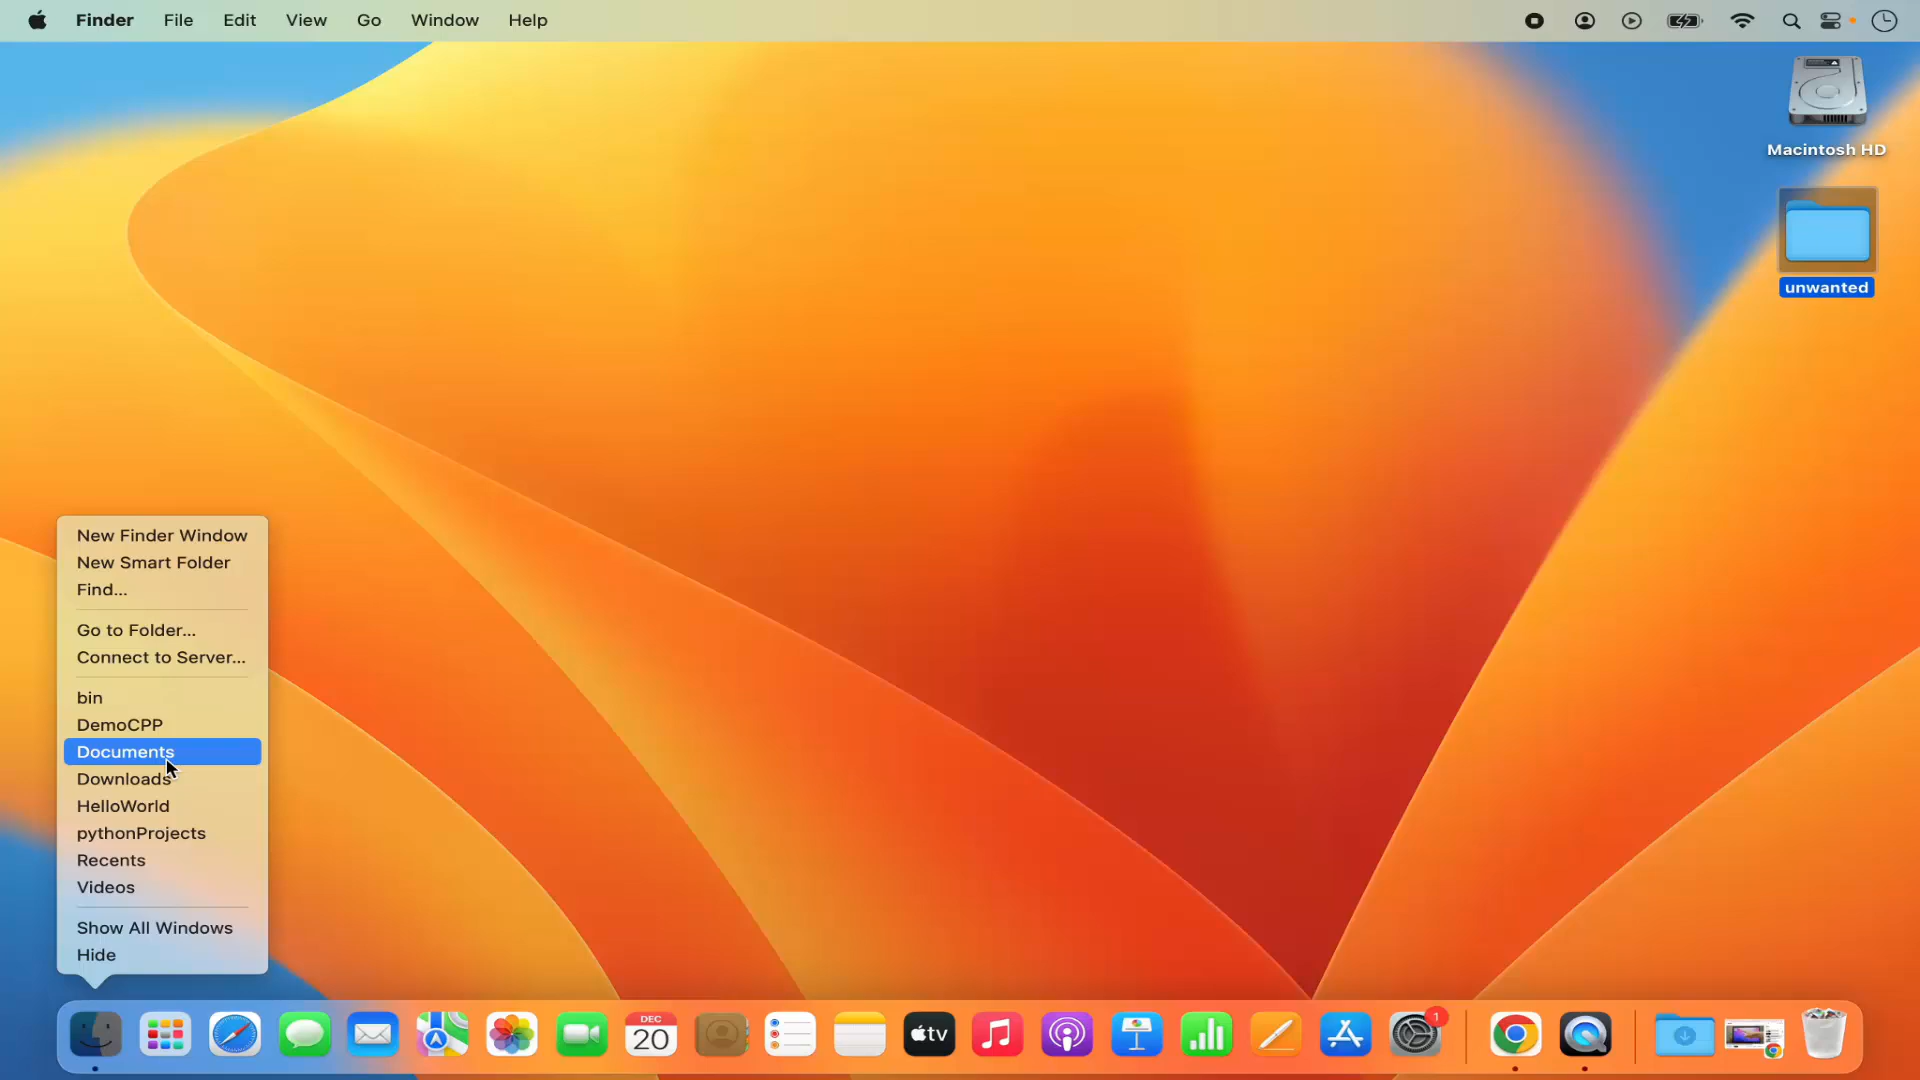 Finder File Edit View Go Window Help
Macintosh HD
unwanted
New Finder Window
New Smart Folder
Find...
Go to Folder...
Connect to Server...
bin
DemoCPP
Documents
Downloads
HelloWorld
pythonProjects
Recents
Videos
Show All Windows
Hide
DEC
20
tv
1